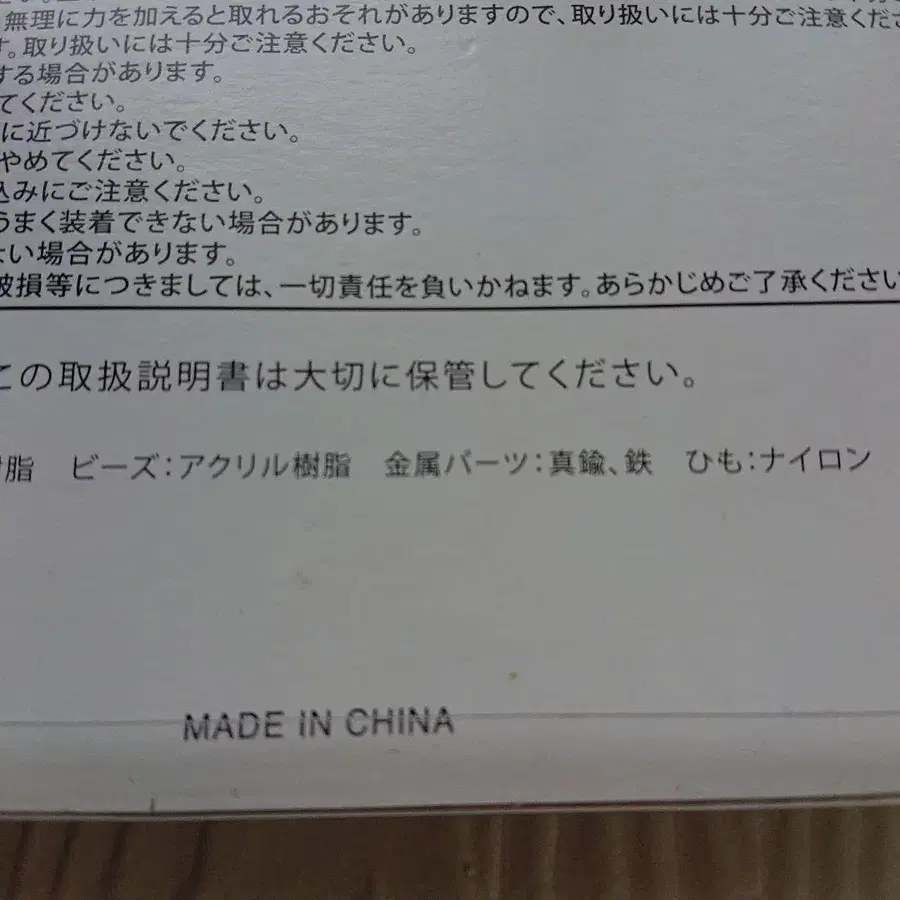 無理に力を加えると取れるおそれがありますので、取り扱いには十分ご注意くださ
す。取り扱いには十分ご注意ください。
する場合があります。
てください。
に近づけないでください。
やめてください。
込みにご注意ください。
うまく装着できない場合があります。
ない場合があります。
破損等につきましては、一切責任を負いかねます。あらかじめご了承ください
この取扱説明書は大切に保管してください。
樹脂 ビーズ:アクリル樹脂 金属パーツ:真鍮、鉄 ひも:ナイロン
MADE IN CHINA